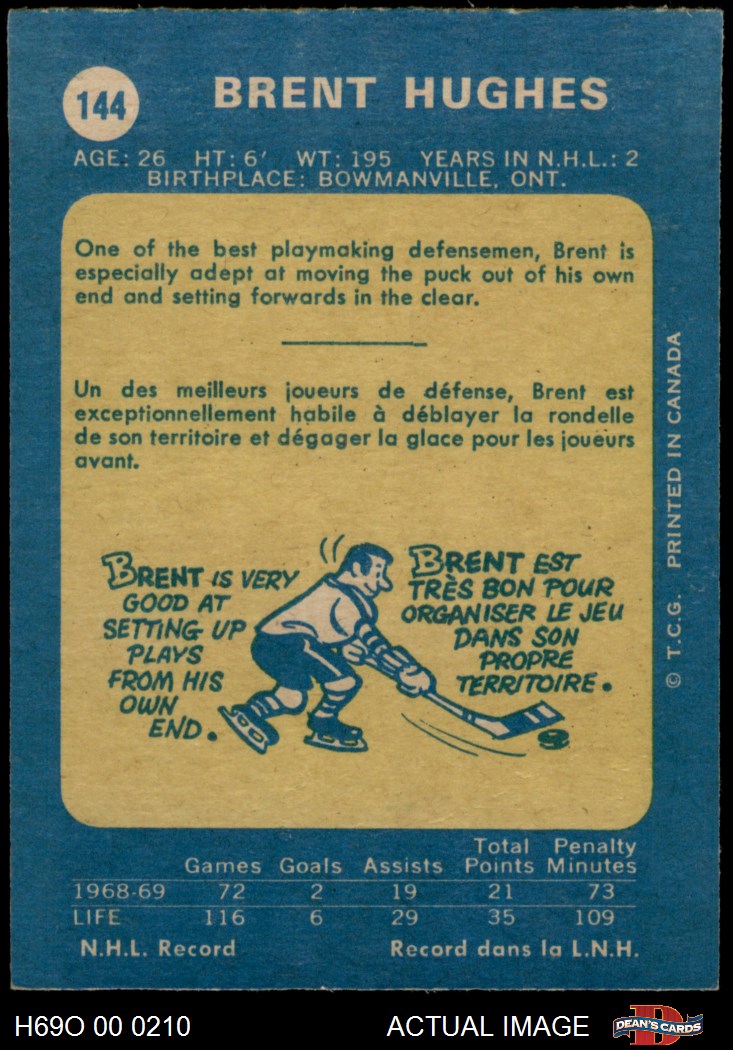 144
BRENT HUGHES
AGE: 26 HT: 6' WT: 195 YEARS IN N.H.L.: 2
BIRTHPLACE: BOWMANVILLE, ONT.
One of the best playmaking defensemen, Brent is
especially adept at moving the puck out of his own
end and setting forwards in the clear.
Un des meilleurs joueurs de défense, Brent est
exceptionnellement habile à déblayer la rondelle
de son territoire et dégager la glace pour les joueurs
avant.
BRENT IS VERY
GOOD AT
SETTING UP
PLAYS
FROM HIS
OWN
END.
BRENT EST
TRÈS BON POUR
ORGANISER LE JEU
DANS SON
PROPRE
TERRITOIRE.
© T.C.G. PRINTED IN CANADA
Total Penalty
Games Goals Assists Points Minutes
1968-69 72 2 19 21 73
LIFE 116 6 29 35 109
N.H.L. Record Record dans la L.N.H.
H69O 00 0210 ACTUAL IMAGE
D
DEAN'S CARDS